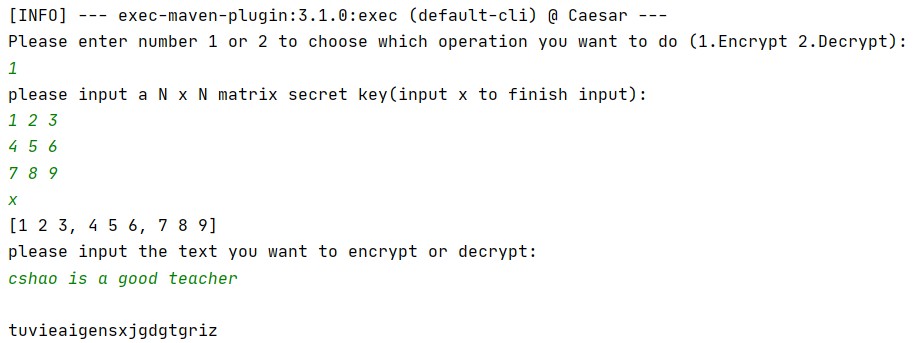 [INFO] --- exec-maven-plugin:3.1.0:exec (default-cli) @ Caesar ---
Please enter number 1 or 2 to choose which operation you want to do (1.Encrypt 2.Decrypt):
1
please input a N x N matrix secret key(input x to finish input):
1 2 3
4 5 6
7 8 9
x
[1 2 3, 4 5 6, 7 8 9]
please input the text you want to encrypt or decrypt:
cshao is a good teacher
tuvieaigensxjgdgtgriz